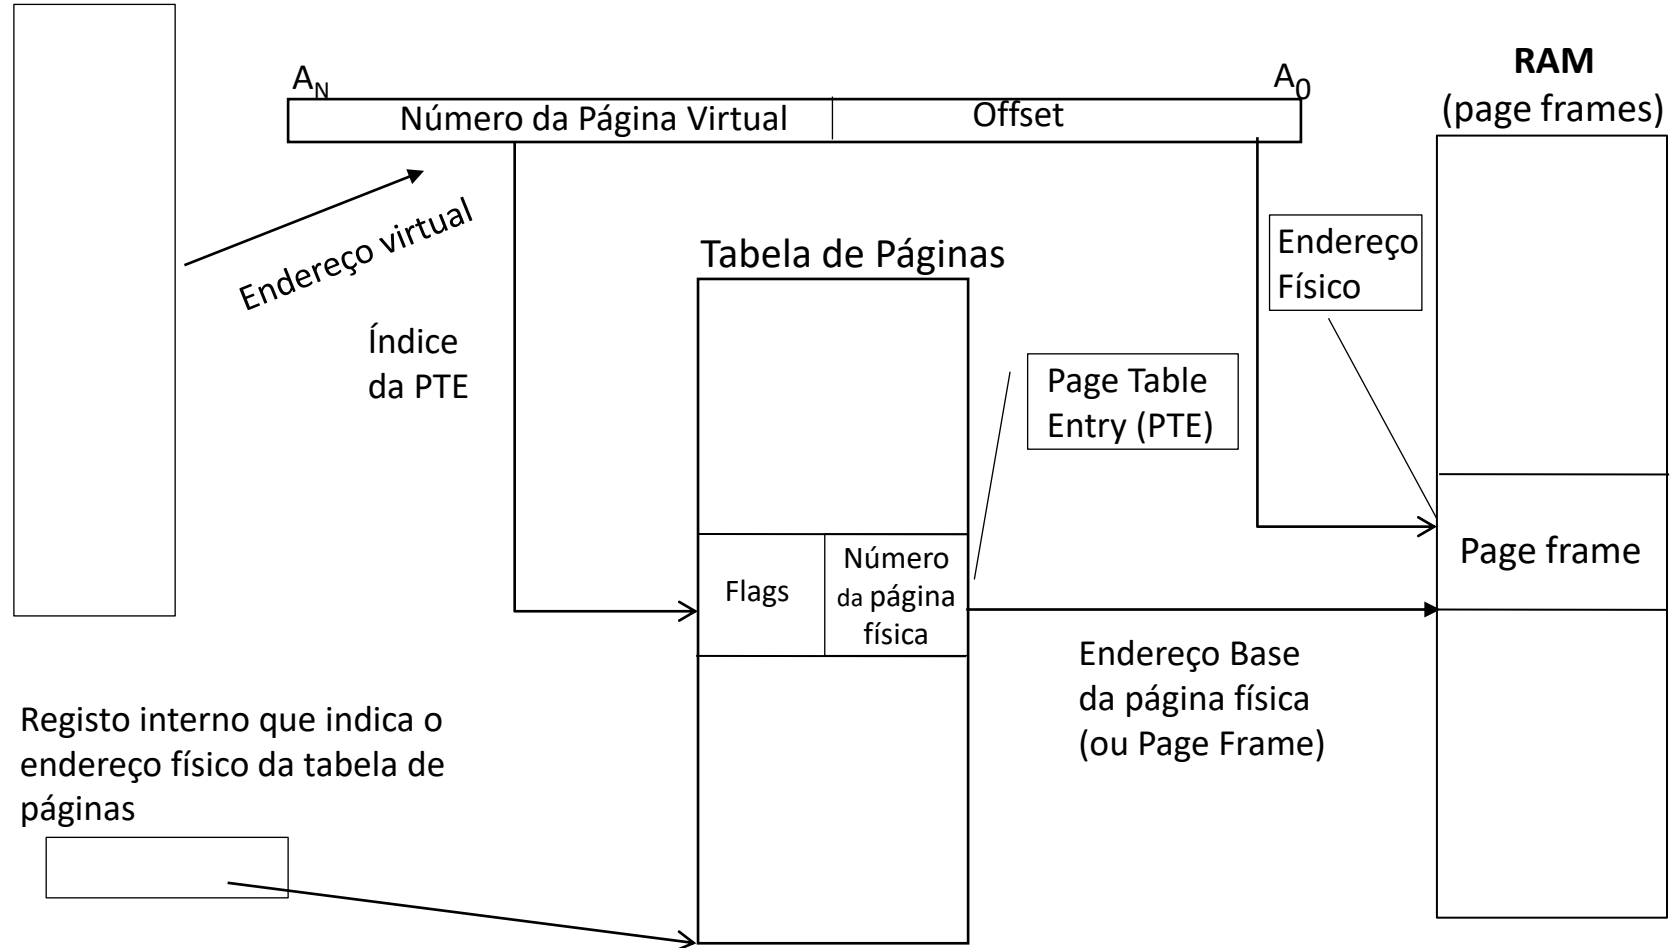 RAM
(page frames)
A_N
A_0
Número da Página Virtual
Offset
Endereço virtual
Endereço
Físico
Tabela de Páginas
Índice
da PTE
Page Table
Entry (PTE)
Flags
Número
da página
física
Page frame
Endereço Base
da página física
(ou Page Frame)
Registo interno que indica o
endereço físico da tabela de
páginas